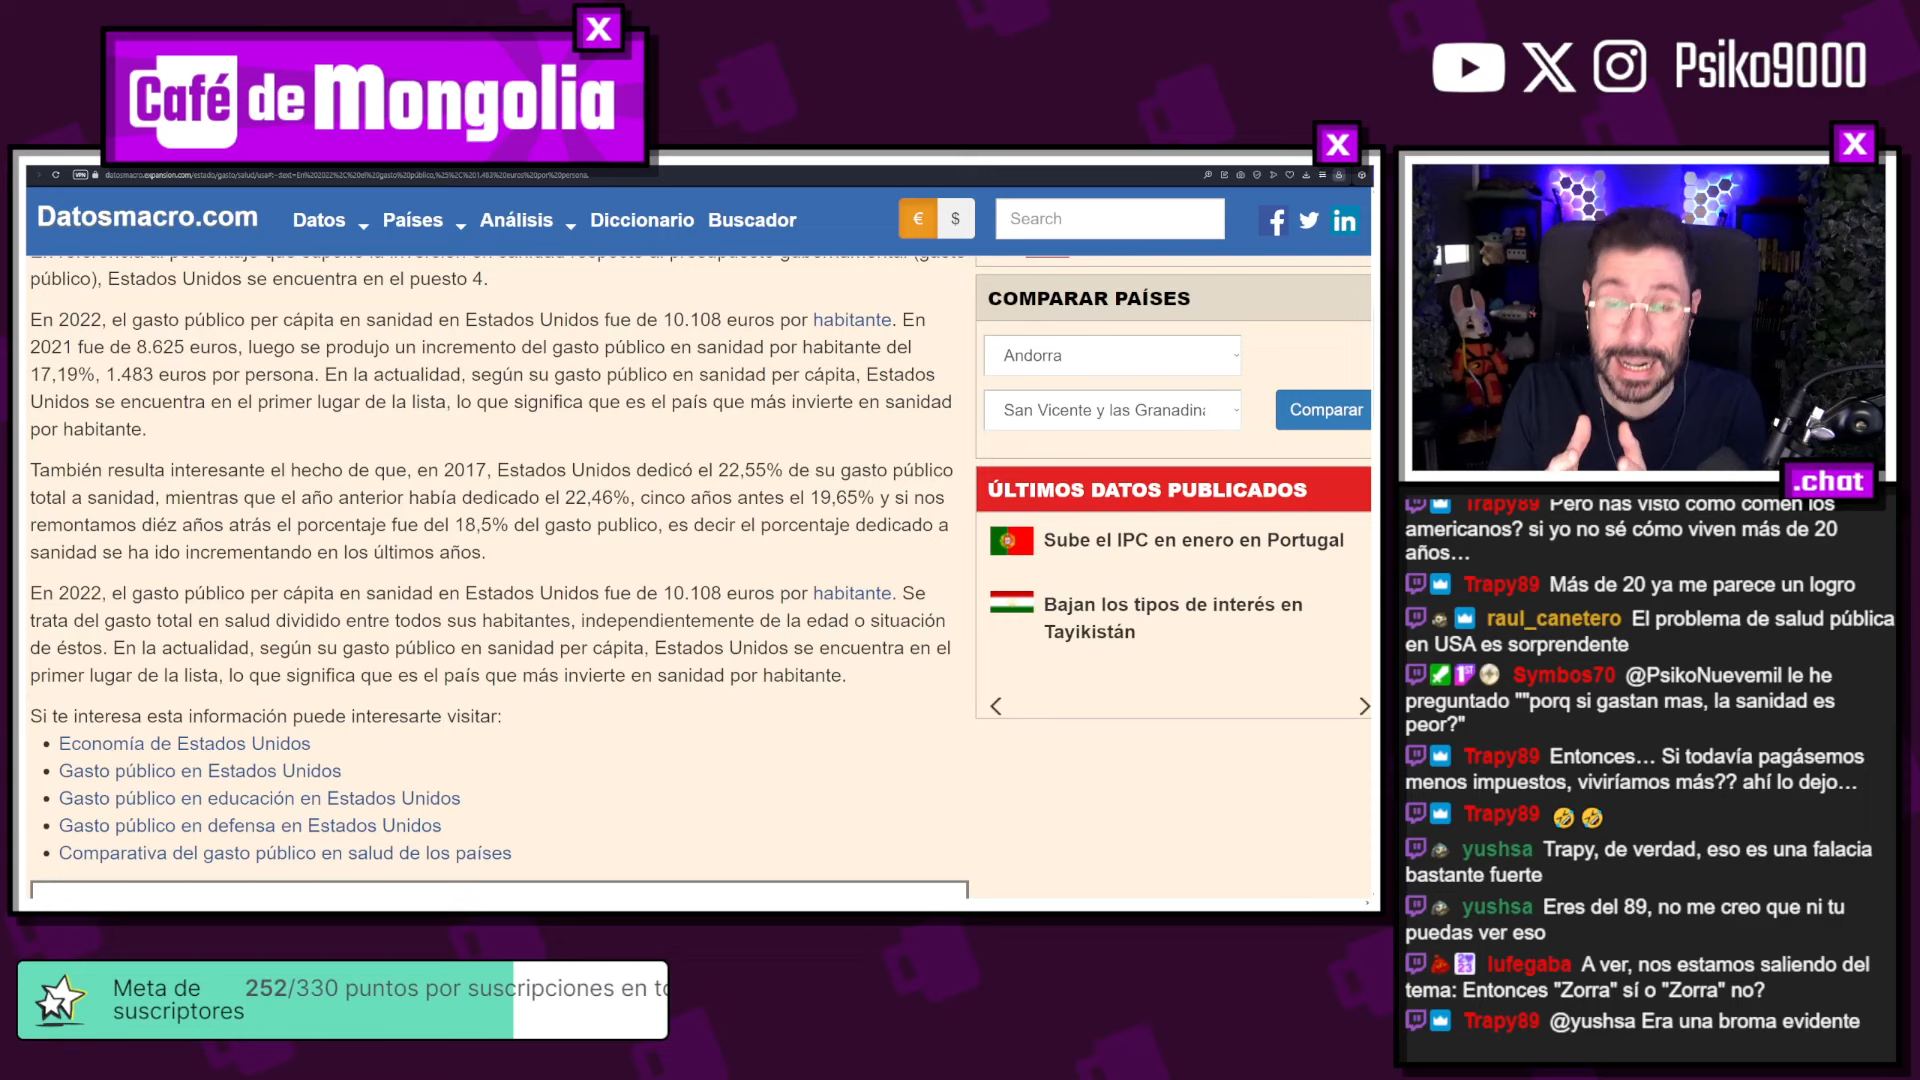 Café de Mongolia
X
Psiko9000
X
X
datosmacro.expansion.com/estado/gasto/salud/usa
Datosmacro.com
Datos
Países
Análisis
Diccionario
Buscador
€
$
Search
público), Estados Unidos se encuentra en el puesto 4.
En 2022, el gasto público per cápita en sanidad en Estados Unidos fue de 10.108 euros por habitante. En
2021 fue de 8.625 euros, luego se produjo un incremento del gasto público en sanidad por habitante del
17,19%, 1.483 euros por persona. En la actualidad, según su gasto público en sanidad per cápita, Estados
Unidos se encuentra en el primer lugar de la lista, lo que significa que es el país que más invierte en sanidad
por habitante.
También resulta interesante el hecho de que, en 2017, Estados Unidos dedicó el 22,55% de su gasto público
total a sanidad, mientras que el año anterior había dedicado el 22,46%, cinco años antes el 19,65% y si nos
remontamos diéz años atrás el porcentaje fue del 18,5% del gasto publico, es decir el porcentaje dedicado a
sanidad se ha ido incrementando en los últimos años.
En 2022, el gasto público per cápita en sanidad en Estados Unidos fue de 10.108 euros por habitante. Se
trata del gasto total en salud dividido entre todos sus habitantes, independientemente de la edad o situación
de éstos. En la actualidad, según su gasto público en sanidad per cápita, Estados Unidos se encuentra en el
primer lugar de la lista, lo que significa que es el país que más invierte en sanidad por habitante.
Si te interesa esta información puede interesarte visitar:
Economía de Estados Unidos
Gasto público en Estados Unidos
Gasto público en educación en Estados Unidos
Gasto público en defensa en Estados Unidos
Comparativa del gasto público en salud de los países
COMPARAR PAÍSES
Andorra
San Vicente y las Granadina
Comparar
ÚLTIMOS DATOS PUBLICADOS
Sube el IPC en enero en Portugal
Bajan los tipos de interés en
Tayikistán
.chat
Trapy89 Pero has visto como comen los
americanos? si yo no sé cómo viven más de 20
años…
Trapy89 Más de 20 ya me parece un logro
raul_canetero El problema de salud pública
en USA es sorprendente
Symbos70 @PsikoNuevemil le he
preguntado ""porq si gastan mas, la sanidad es
peor?"
Trapy89 Entonces… Si todavía pagásemos
menos impuestos, viviríamos más?? ahí lo dejo…
Trapy89 🤣 🤣
yushsa Trapy, de verdad, eso es una falacia
bastante fuerte
yushsa Eres del 89, no me creo que ni tu
puedas ver eso
lufegaba A ver, nos estamos saliendo del
tema: Entonces "Zorra" sí o "Zorra" no?
Trapy89 @yushsa Era una broma evidente
Meta de
suscriptores
252/330 puntos por suscripciones en to